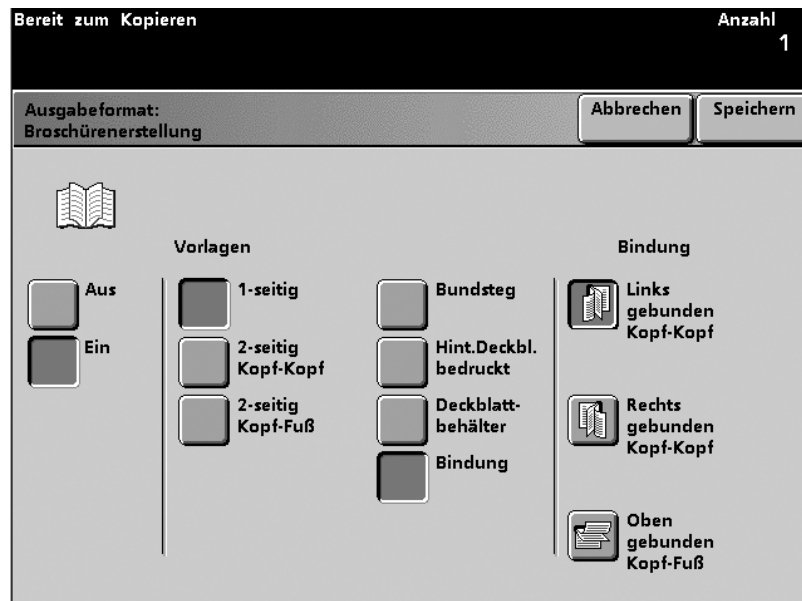 Bereit zum Kopieren
Anzahl
1
Ausgabeformat:
Broschürenerstellung
Abbrechen
Speichern
Vorlagen
Bindung
Aus
Ein
1-seitig
2-seitig
Kopf-Kopf
2-seitig
Kopf-Fuß
Bundsteg
Hint.Deckbl.
bedruckt
Deckblatt-
behälter
Bindung
Links
gebunden
Kopf-Kopf
Rechts
gebunden
Kopf-Kopf
Oben
gebunden
Kopf-Fuß